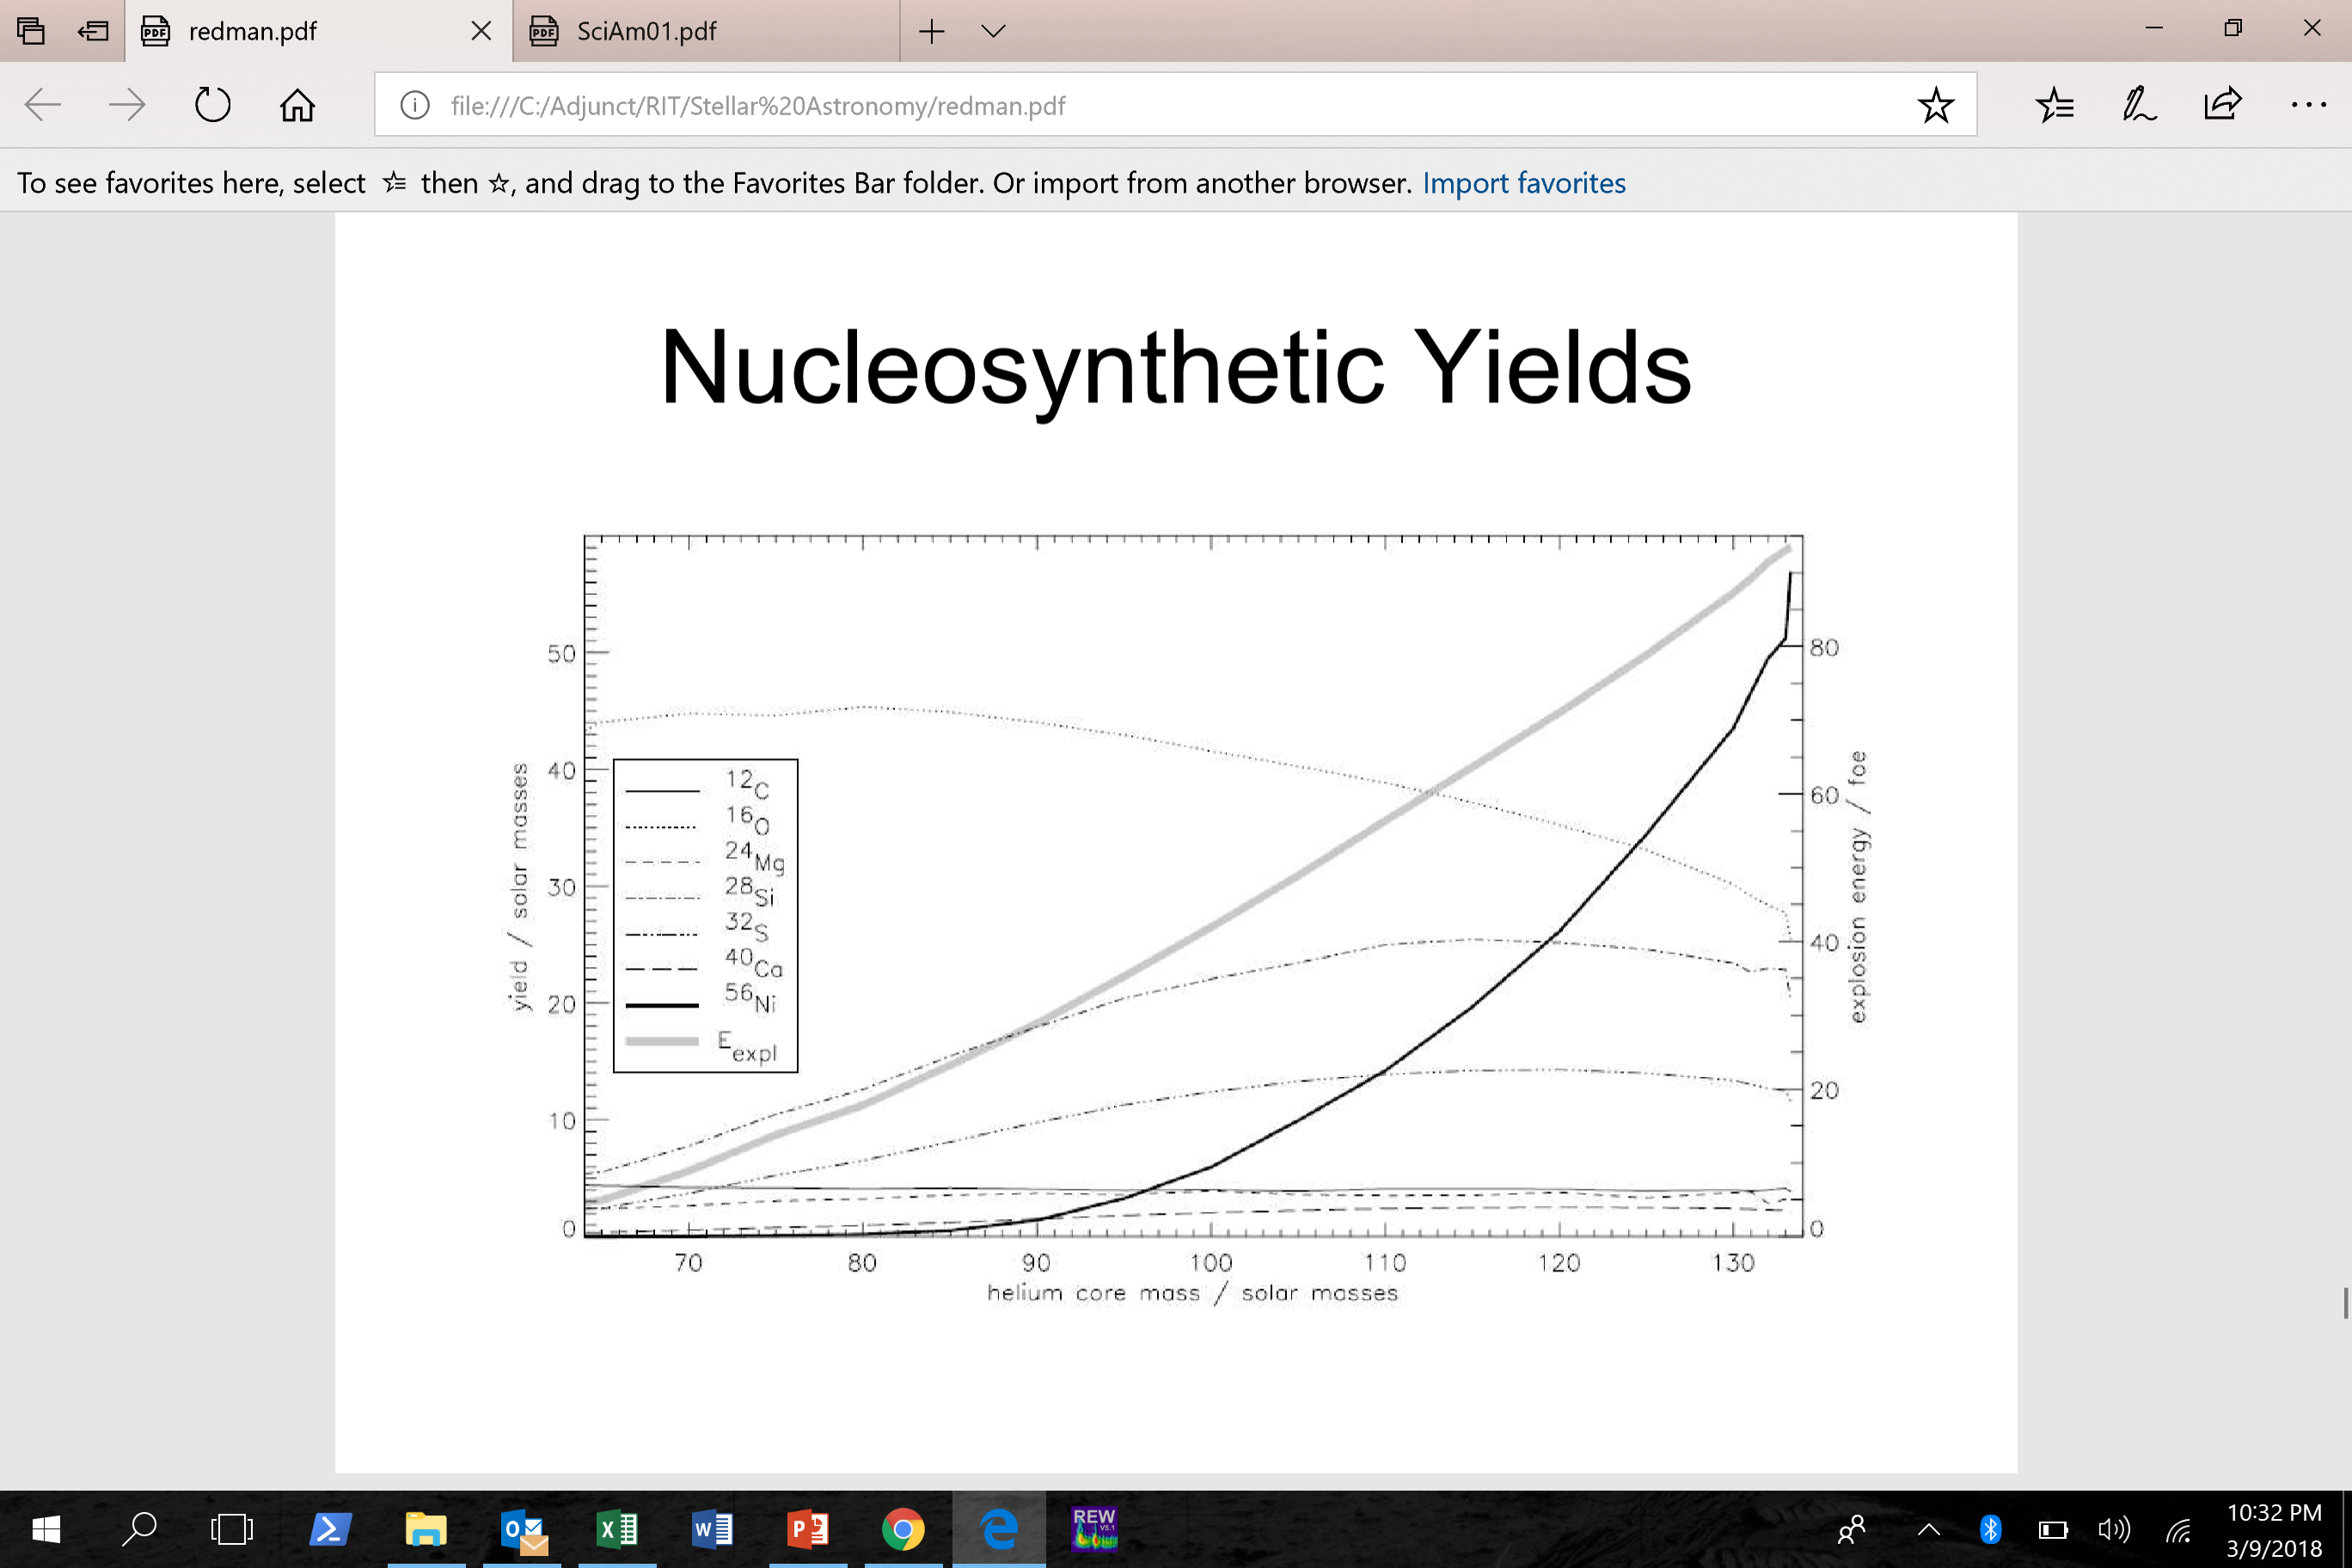 redman.pdf
SciAm01.pdf
file:///C:/Adjunct/RIT/Stellar%20Astronomy/redman.pdf
To see favorites here, select then , and drag to the Favorites Bar folder. Or import from another browser. Import favorites
Nucleosynthetic Yields
50
40
30
20
10
0
yield / solar masses
12C
16O
24Mg
28Si
32S
40Ca
56Ni
Eexpl
80
60
40
20
0
explosion energy / foe
70 80 90 100 110 120 130
helium core mass / solar masses
REW
V5.1
10:32 PM
3/9/2018